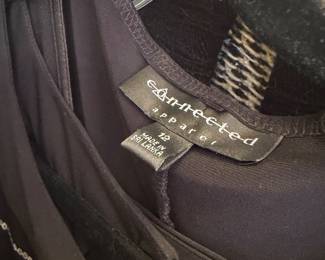 connected
apparel
12
MADE IN
SRI LANKA